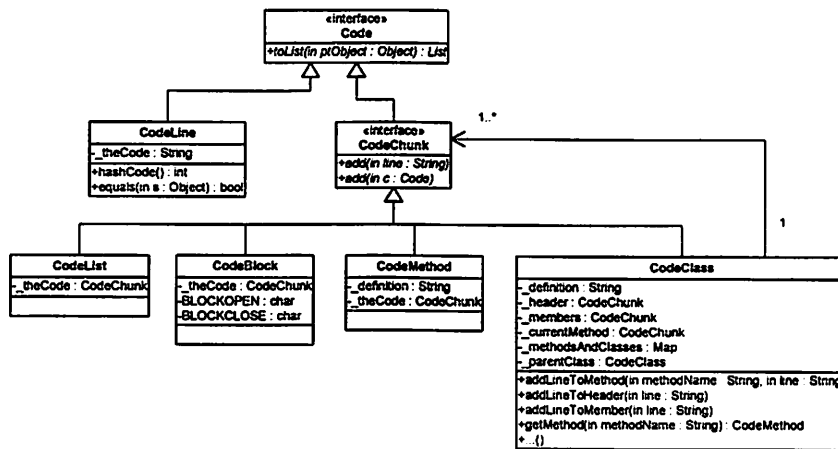 «interface»
Code
+toList(in ptObject : Object) : List
CodeLine
-_theCode : String
+hashCode() : int
+equals(in s : Object) : bool
«interface»
CodeChunk
+add(in line : String)
+add(in c : Code)
1..*
1
CodeList
-_theCode : CodeChunk
CodeBlock
-_theCode : CodeChunk
-BLOCKOPEN : char
-BLOCKCLOSE : char
CodeMethod
-_definition : String
-_theCode : CodeChunk
CodeClass
-_definition : String
-_header : CodeChunk
-_members : CodeChunk
-_currentMethod : CodeChunk
-_methodsAndClasses : Map
-_parentClass : CodeClass
+addLineToMethod(in methodName : String, in line : String
+addLineToHeader(in line : String)
+addLineToMember(in line : String)
+getMethod(in methodName : String) : CodeMethod
+...()